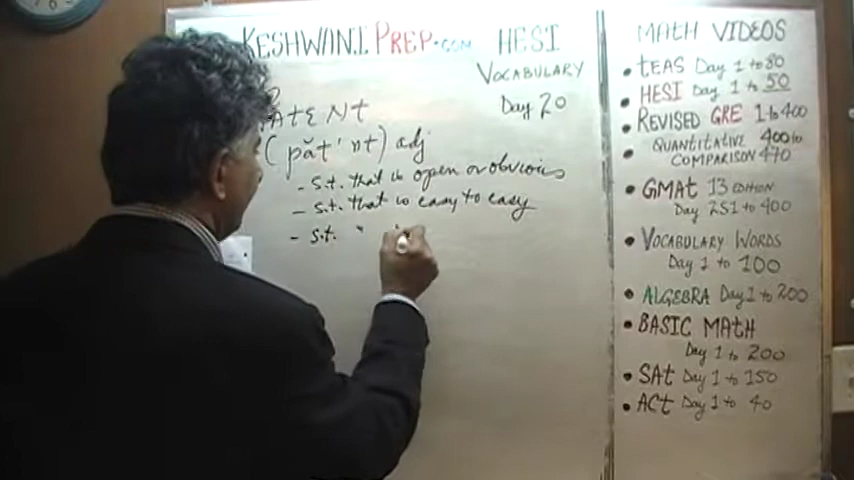 KESHWANI PREP.COM
HESI
VOCABULARY
Day 20
AtENt
(păt'nt) adj
- s.t. that is open or obvious
- s.t. that is easy to easy
- s.t. "
MATH VIDEOS
• tEAS Day 1 to 80
• HESI Day 1 to 50
• REVISED GRE 1 to 400
• QUANTITATIVE 400 to
COMPARISON 470
• GMAt 13 EDITION
Day 251 to 400
• VOCABULARY WORDS
Day 1 to 100
• ALGEBRA Day 1 to 200
• BASIC MATH
Day 1 to 200
• SAt Day 1 to 150
• ACt Day 1 to 40